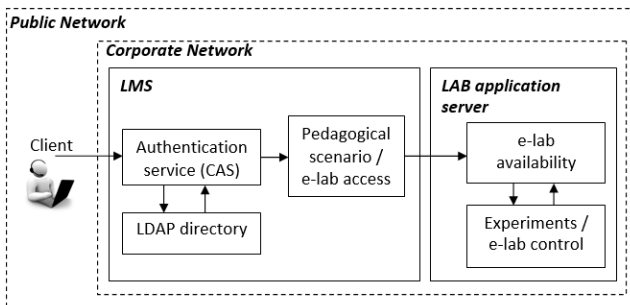 Public Network
Corporate Network
LMS
LAB application
server
Client
Authentication
service (CAS)
Pedagogical
scenario /
e-lab access
e-lab
availability
LDAP directory
Experiments /
e-lab control